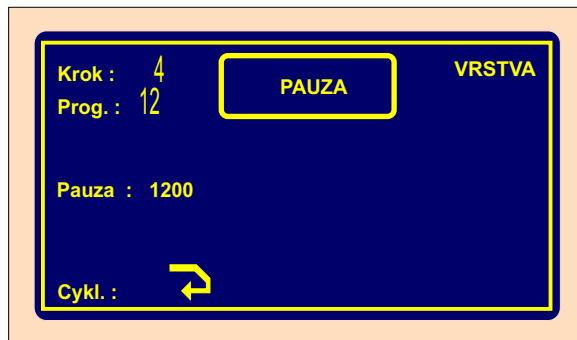 Krok : 4
PAUZA
VRSTVA
Prog. : 12
Pauza : 1200
Cykl. :